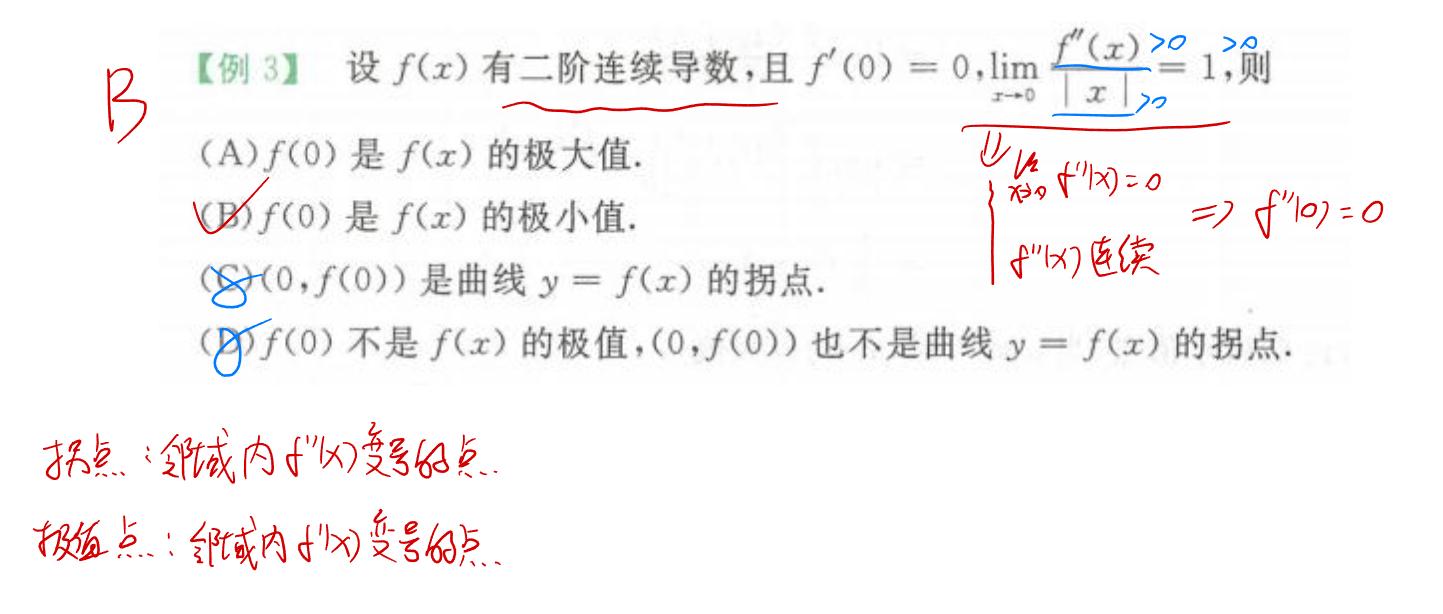 B 【例 3】 设 f(x) 有二阶连续导数,且 f′(0) = 0, lim_{x→0} f″(x)/|x| = 1,则
>0 >0
>0
(A) f(0) 是 f(x) 的极大值.
(B) f(0) 是 f(x) 的极小值.
(C) (0, f(0)) 是曲线 y = f(x) 的拐点.
(D) f(0) 不是 f(x) 的极值,(0, f(0)) 也不是曲线 y = f(x) 的拐点.
⇓ lim_{x→0} f″(x) = 0
f″(x) 连续
⇒ f″(0) = 0
拐点:邻域内 f″(x) 变号的点.
极值点:邻域内 f′(x) 变号的点.